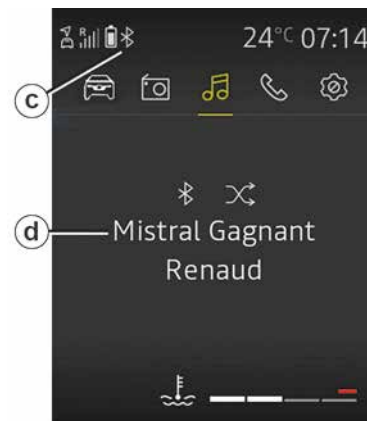 R
24°C 07:14
c
d
Mistral Gagnant
Renaud